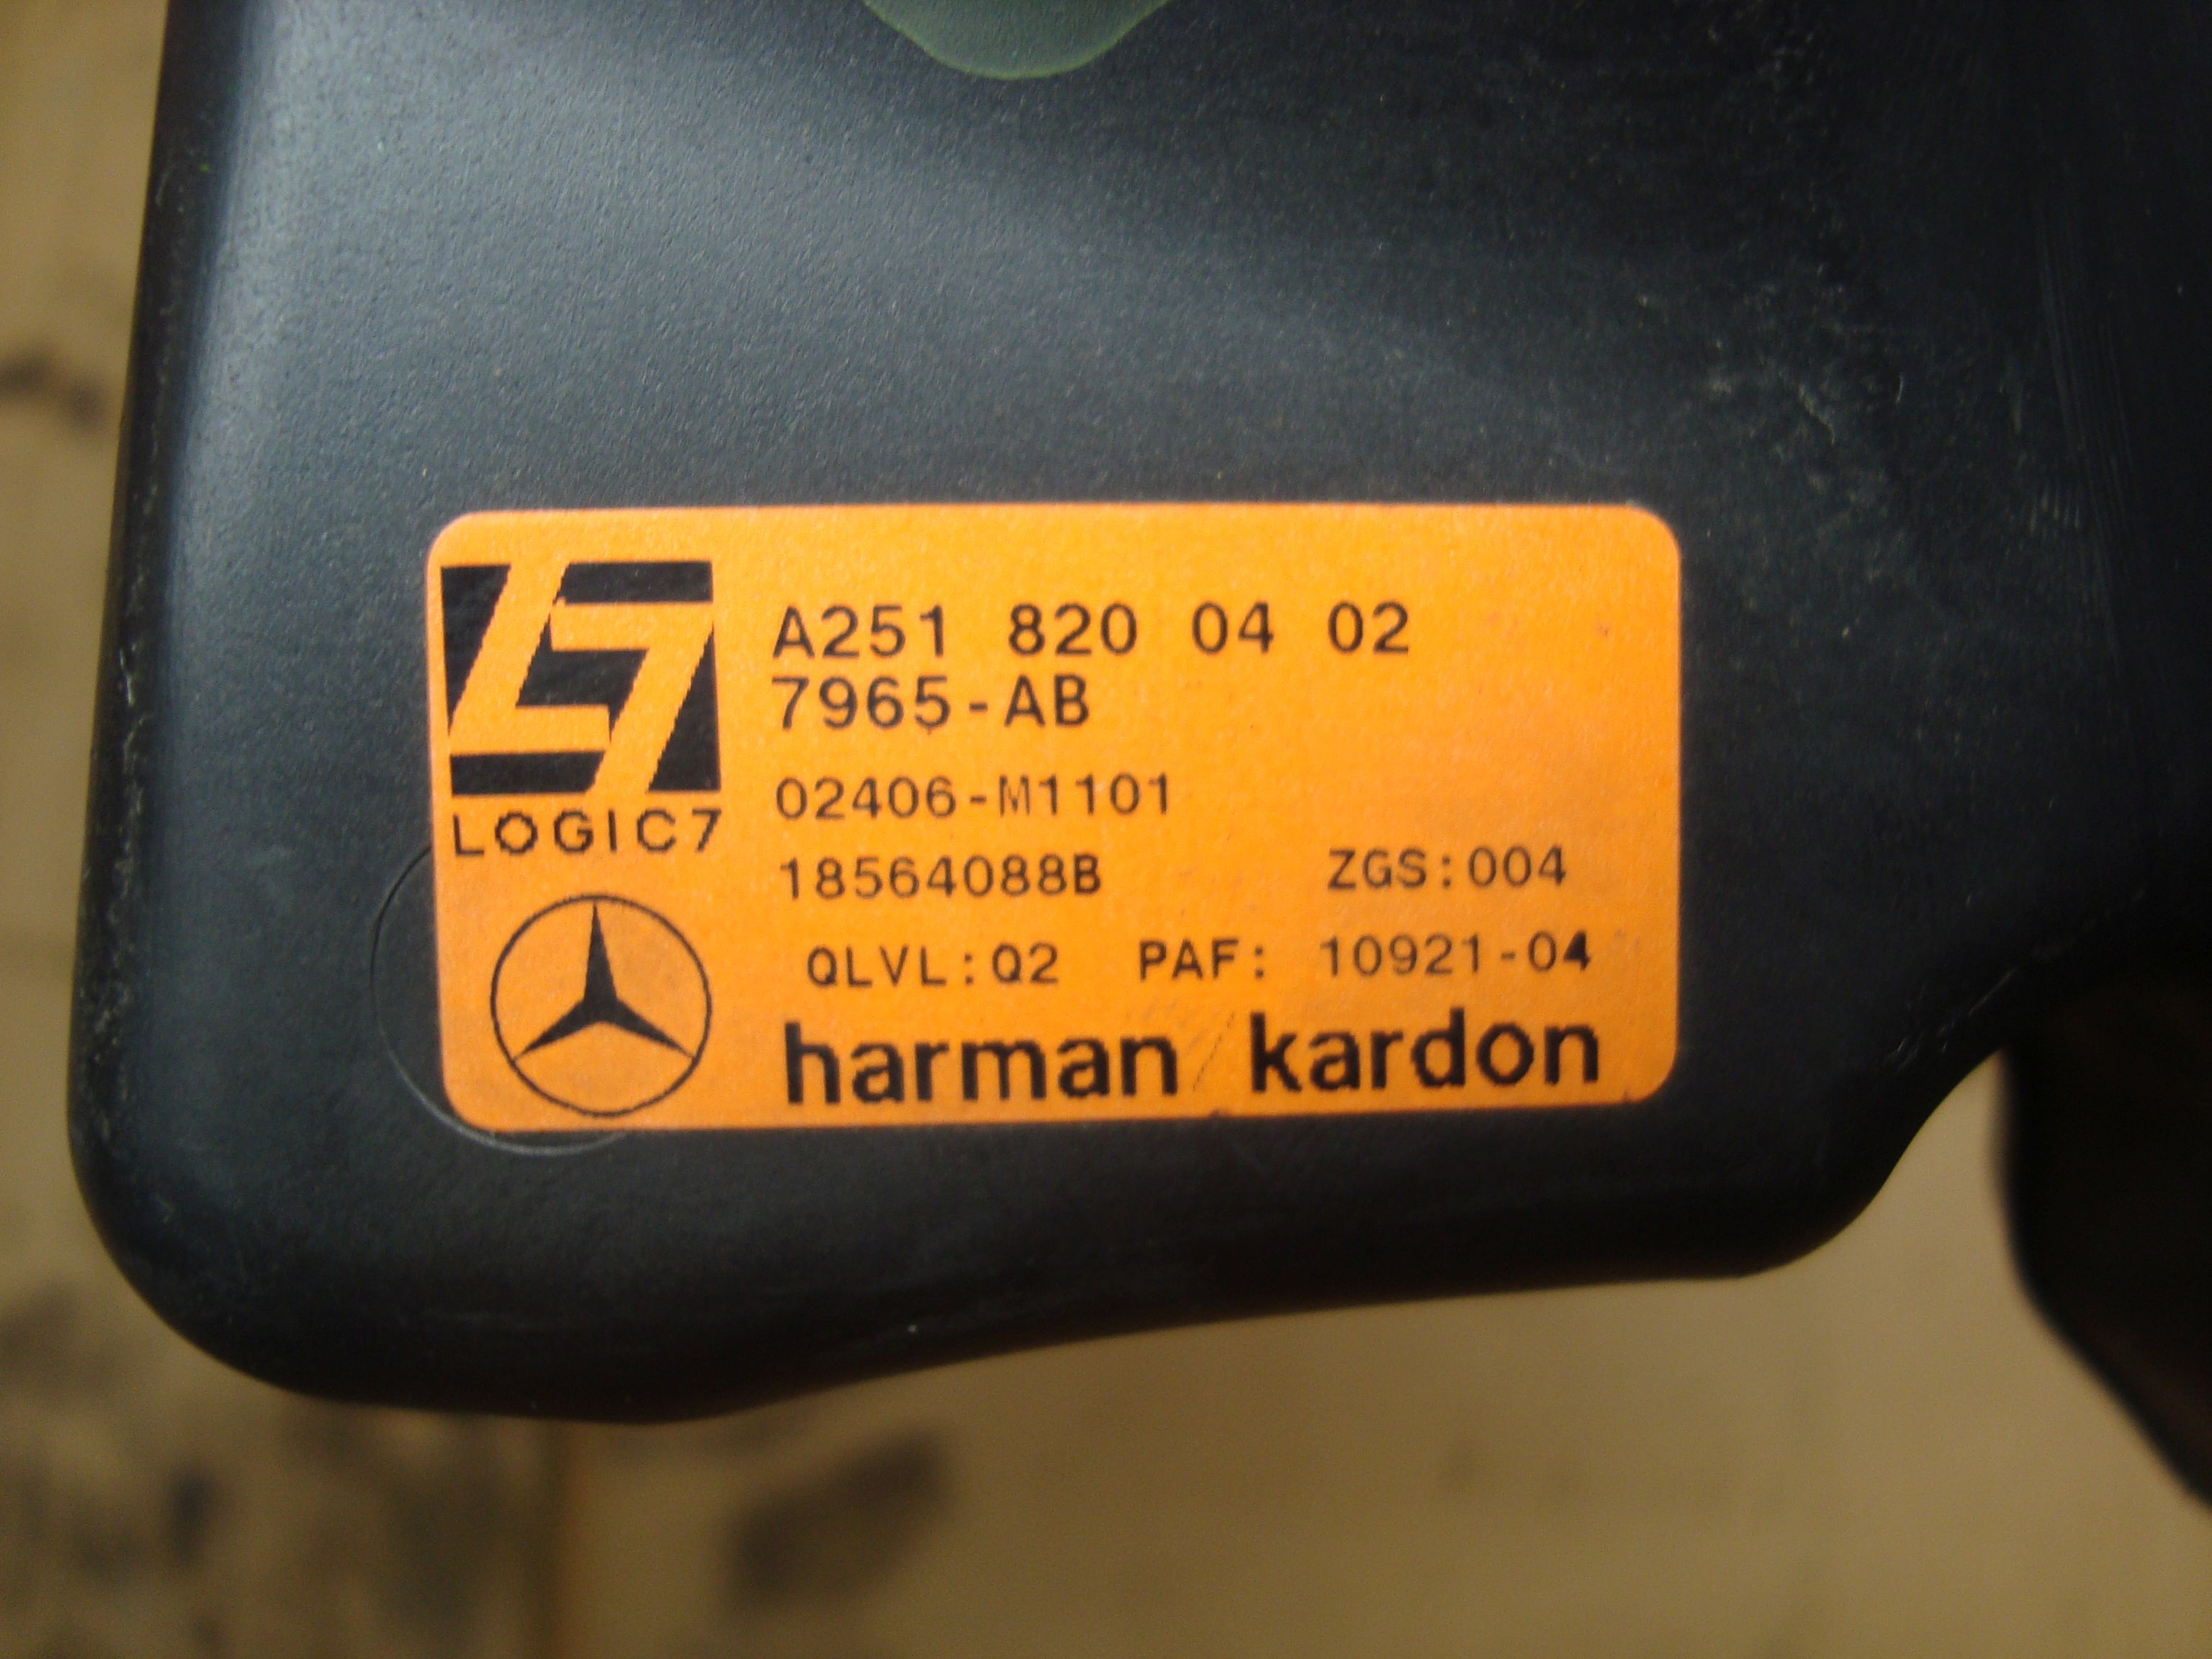 LOGIC7
A251 820 04 02
7965-AB
02406-M1101
18564088B ZGS:004
QLVL:Q2 PAF: 10921-04
harman/kardon